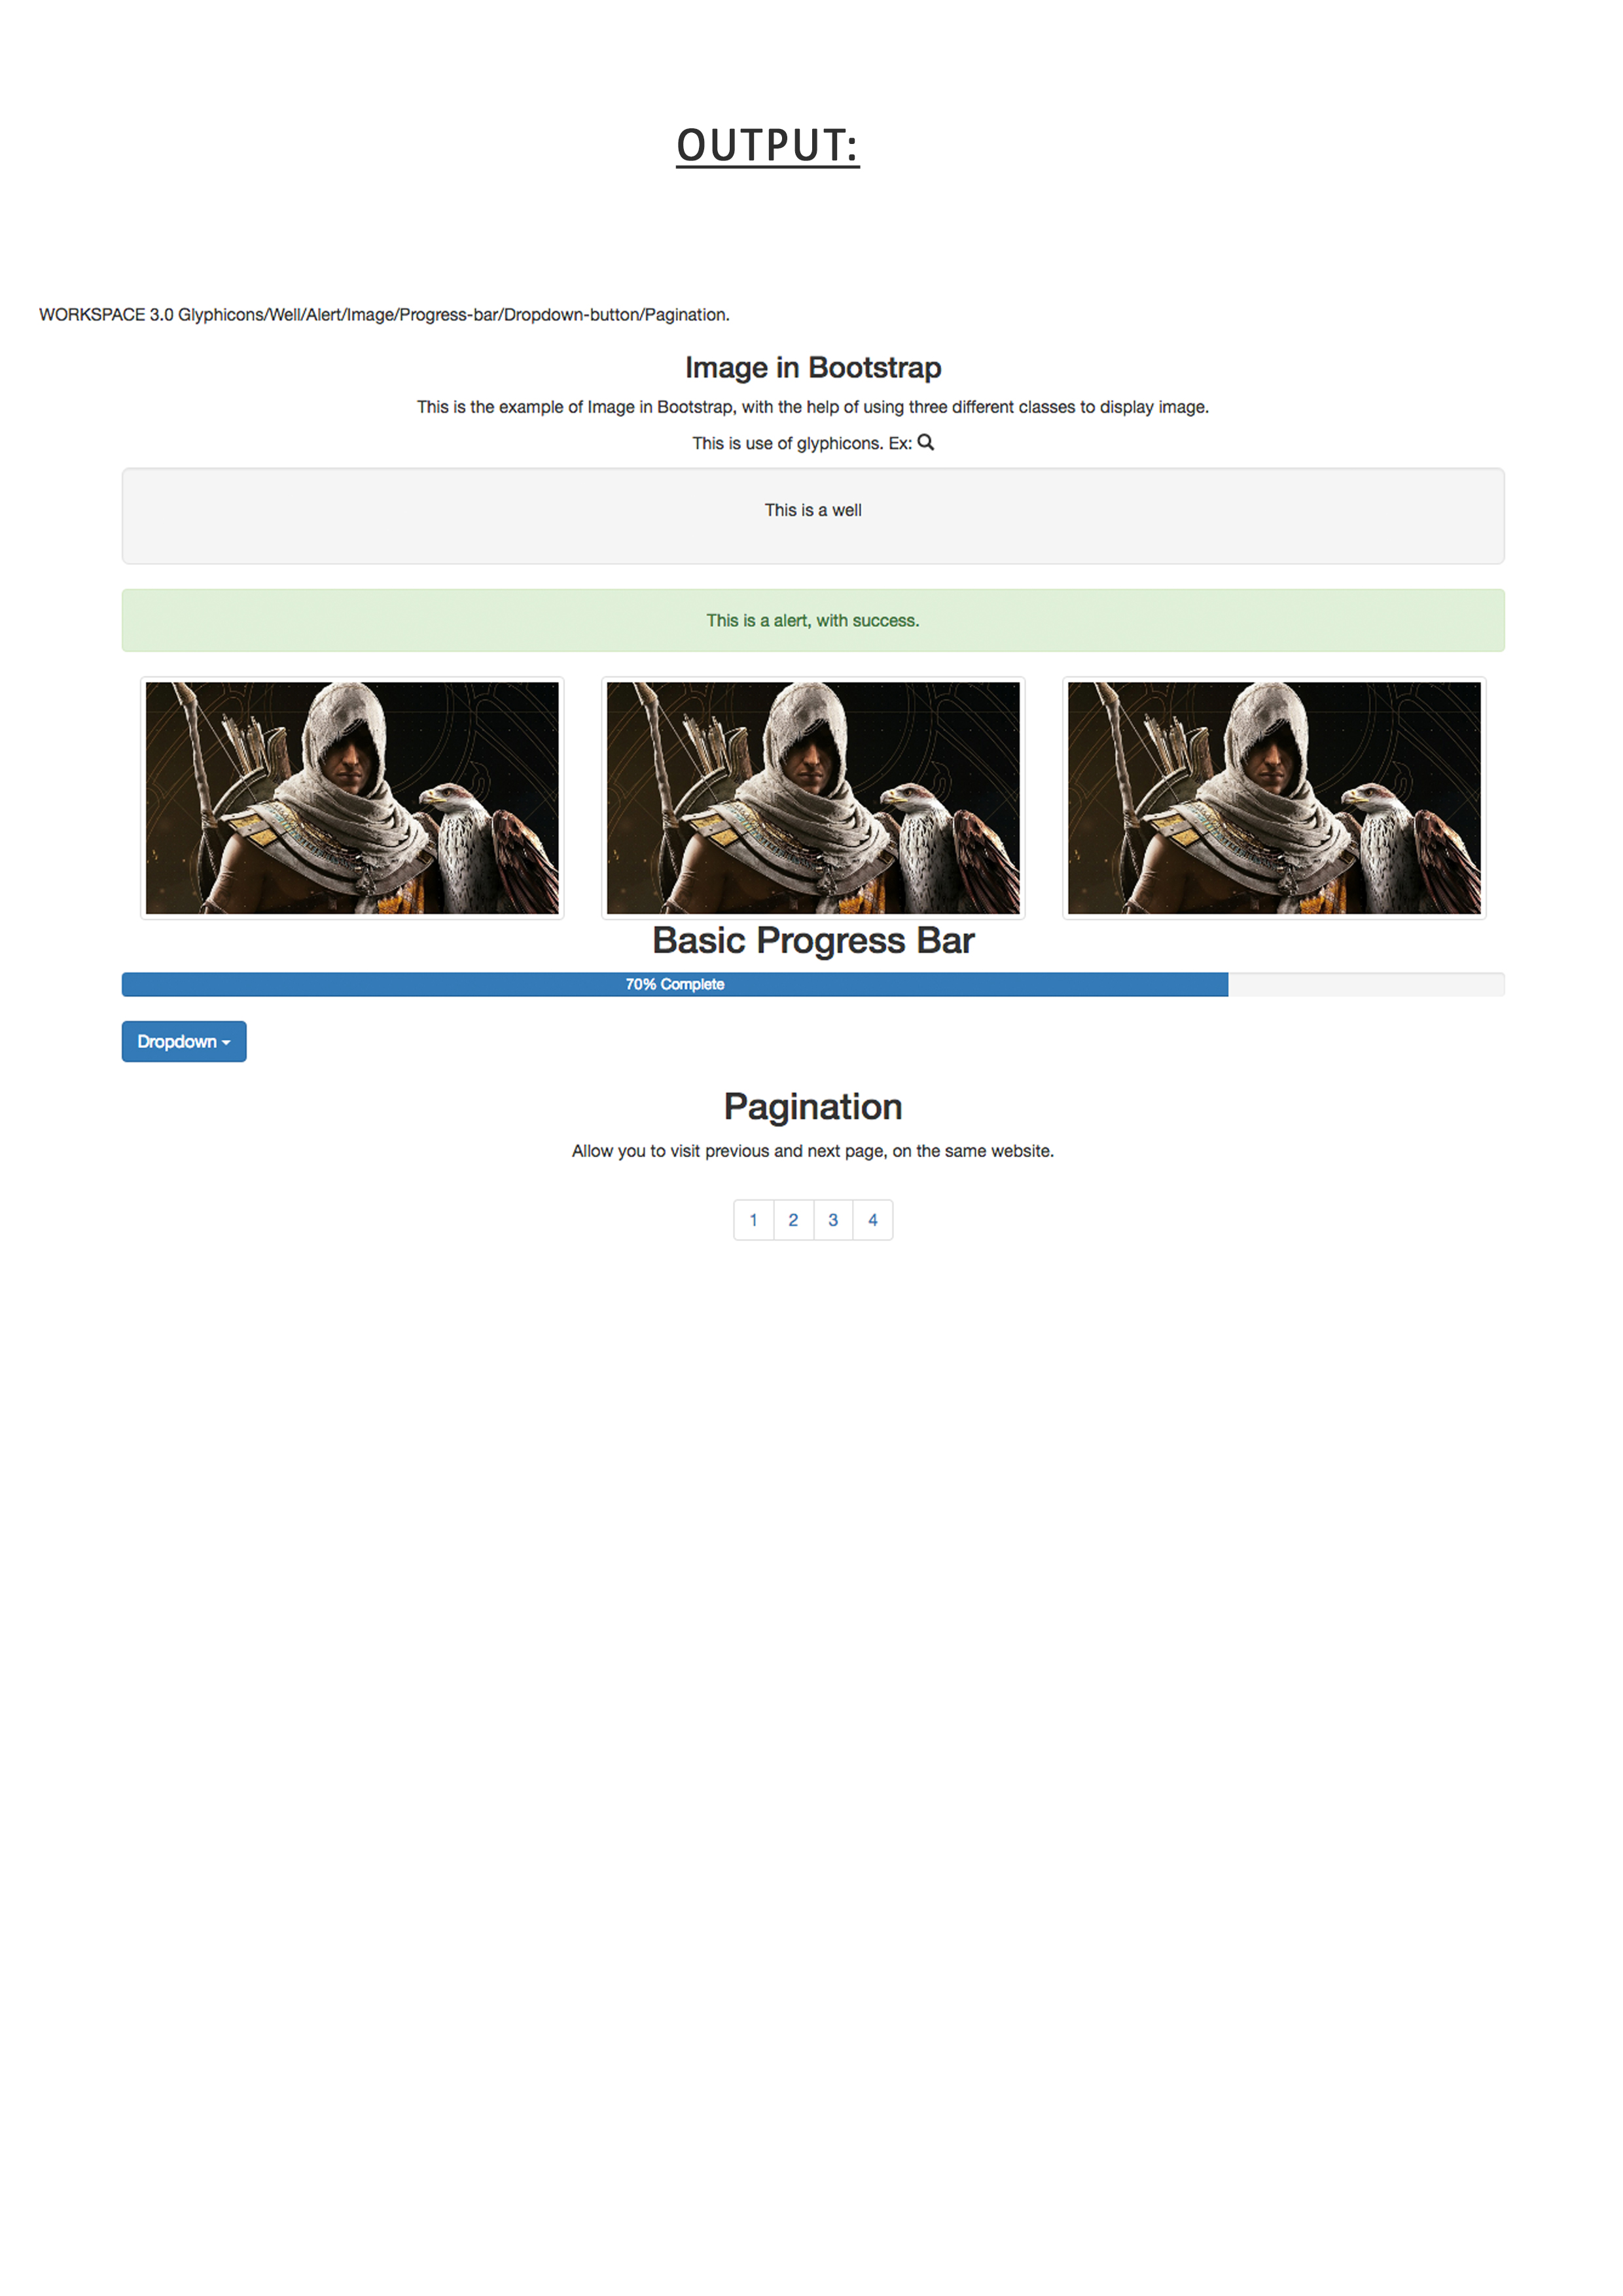 OUTPUT:
WORKSPACE 3.0 Glyphicons/Well/Alert/Image/Progress-bar/Dropdown-button/Pagination.
Image in Bootstrap
This is the example of Image in Bootstrap, with the help of using three different classes to display image.
This is use of glyphicons. Ex:
This is a well
This is a alert, with success.
Basic Progress Bar
70% Complete
Dropdown
Pagination
Allow you to visit previous and next page, on the same website.
1 2 3 4